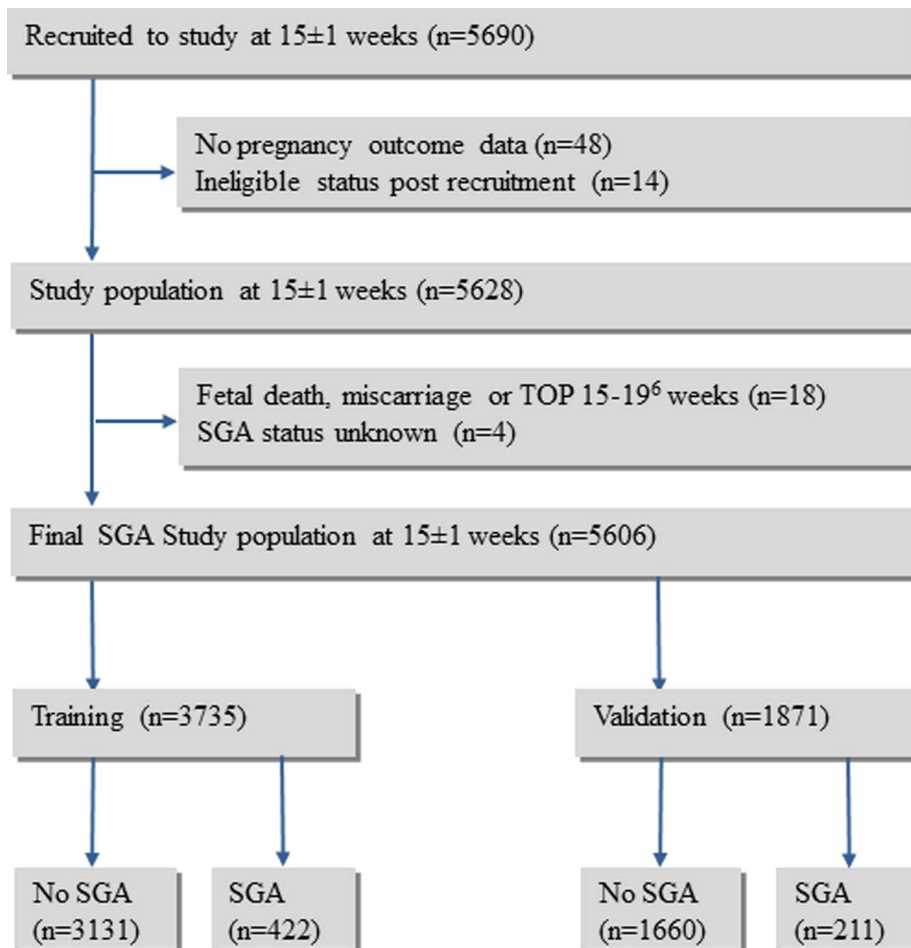 Recruited to study at 15±1 weeks (n=5690)
No pregnancy outcome data (n=48)
Ineligible status post recruitment (n=14)
Study population at 15±1 weeks (n=5628)
Fetal death, miscarriage or TOP 15-19⁶ weeks (n=18)
SGA status unknown (n=4)
Final SGA Study population at 15±1 weeks (n=5606)
Training (n=3735)
Validation (n=1871)
No SGA
(n=3131)
SGA
(n=422)
No SGA
(n=1660)
SGA
(n=211)